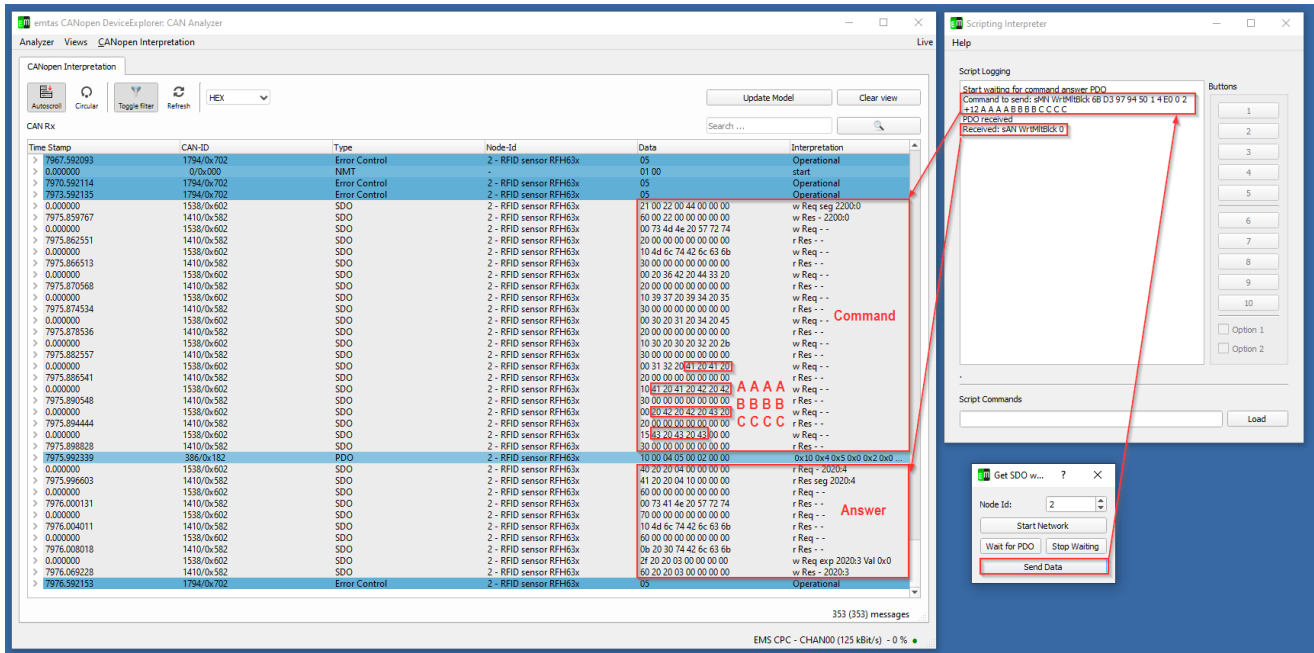 emtas CANopen DeviceExplorer: CAN Analyzer
Analyzer Views CANopen Interpretation Live
CANopen Interpretation
Autoscroll Circular Toggle filter Refresh HEX Update Model Clear view
CAN Rx Search ...
Time Stamp CAN-ID Type Node-Id Data Interpretation
7967.592093 1794/0x702 Error Control 2 - RFID sensor RFH63x 05 Operational
0.000000 0/0x000 NMT - 01 00 start
7970.592114 1794/0x702 Error Control 2 - RFID sensor RFH63x 05 Operational
7973.592135 1794/0x702 Error Control 2 - RFID sensor RFH63x 05 Operational
0.000000 1538/0x602 SDO 2 - RFID sensor RFH63x 21 00 22 00 44 00 00 00 w Req seg 2200:0
7975.859767 1410/0x582 SDO 2 - RFID sensor RFH63x 60 00 22 00 00 00 00 00 w Res - 2200:0
0.000000 1538/0x602 SDO 2 - RFID sensor RFH63x 00 73 4d 4e 20 57 72 74 w Req - -
7975.862551 1410/0x582 SDO 2 - RFID sensor RFH63x 20 00 00 00 00 00 00 00 r Res - -
0.000000 1538/0x602 SDO 2 - RFID sensor RFH63x 10 4d 6c 74 42 6c 63 6b w Req - -
7975.866513 1410/0x582 SDO 2 - RFID sensor RFH63x 30 00 00 00 00 00 00 00 r Res - -
0.000000 1538/0x602 SDO 2 - RFID sensor RFH63x 00 20 36 42 20 44 33 20 w Req - -
7975.870568 1410/0x582 SDO 2 - RFID sensor RFH63x 20 00 00 00 00 00 00 00 r Res - -
0.000000 1538/0x602 SDO 2 - RFID sensor RFH63x 10 39 37 20 39 34 20 35 w Req - -
7975.874534 1410/0x582 SDO 2 - RFID sensor RFH63x 30 00 00 00 00 00 00 00 r Res - -
Command
0.000000 1538/0x602 SDO 2 - RFID sensor RFH63x 00 30 20 31 20 34 20 45 w Req - -
7975.878536 1410/0x582 SDO 2 - RFID sensor RFH63x 20 00 00 00 00 00 00 00 r Res - -
0.000000 1538/0x602 SDO 2 - RFID sensor RFH63x 10 30 20 30 20 32 20 2b w Req - -
7975.882557 1410/0x582 SDO 2 - RFID sensor RFH63x 30 00 00 00 00 00 00 00 r Res - -
0.000000 1538/0x602 SDO 2 - RFID sensor RFH63x 00 31 32 20 41 20 41 20 w Req - -
7975.886541 1410/0x582 SDO 2 - RFID sensor RFH63x 20 00 00 00 00 00 00 00 r Res - -
0.000000 1538/0x602 SDO 2 - RFID sensor RFH63x 10 41 20 41 20 42 20 42 A A A A w Req - -
7975.890548 1410/0x582 SDO 2 - RFID sensor RFH63x 30 00 00 00 00 00 00 00 B B B B r Res - -
0.000000 1538/0x602 SDO 2 - RFID sensor RFH63x 00 20 42 20 42 20 43 20 w Req - -
7975.894444 1410/0x582 SDO 2 - RFID sensor RFH63x 20 00 00 00 00 00 00 00 C C C C r Res - -
0.000000 1538/0x602 SDO 2 - RFID sensor RFH63x 15 43 20 43 20 43 00 00 w Req - -
7975.898828 1410/0x582 SDO 2 - RFID sensor RFH63x 30 00 00 00 00 00 00 00 r Res - -
7975.992339 386/0x182 PDO 2 - RFID sensor RFH63x 10 00 04 05 00 02 00 00 0x10 0x4 0x5 0x0 0x2 0x0 ...
0.000000 1538/0x602 SDO 2 - RFID sensor RFH63x 40 20 20 04 00 00 00 00 r Req - 2020:4
7975.996603 1410/0x582 SDO 2 - RFID sensor RFH63x 41 20 20 04 10 00 00 00 r Res seg 2020:4
0.000000 1538/0x602 SDO 2 - RFID sensor RFH63x 60 00 00 00 00 00 00 00 r Req - -
7976.000131 1410/0x582 SDO 2 - RFID sensor RFH63x 00 73 41 4e 20 57 72 74 r Res - -
Answer
0.000000 1538/0x602 SDO 2 - RFID sensor RFH63x 70 00 00 00 00 00 00 00 r Req - -
7976.004011 1410/0x582 SDO 2 - RFID sensor RFH63x 10 4d 6c 74 42 6c 63 6b r Res - -
0.000000 1538/0x602 SDO 2 - RFID sensor RFH63x 60 00 00 00 00 00 00 00 r Req - -
7976.008018 1410/0x582 SDO 2 - RFID sensor RFH63x 0b 20 30 74 42 6c 63 6b r Res - -
0.000000 1538/0x602 SDO 2 - RFID sensor RFH63x 2f 20 20 03 00 00 00 00 w Req exp 2020:3 Val 0x0
7976.069228 1410/0x582 SDO 2 - RFID sensor RFH63x 60 20 20 03 00 00 00 00 w Res - 2020:3
7976.592153 1794/0x702 Error Control 2 - RFID sensor RFH63x 05 Operational
353 (353) messages
EMS CPC - CHAN00 (125 kBit/s) - 0 %
Scripting Interpreter
Help
Script Logging
Buttons
Start waiting for command answer PDO
Command to send: sMN WrtMltBlck 6B D3 97 94 50 1 4 E0 0 2
+12 A A A A B B B B C C C C
PDO received
Received: sAN WrtMltBlck 0
1
2
3
4
5
6
7
8
9
10
Option 1
Option 2
.
Script Commands
Load
Get SDO w... ? ×
Node Id: 2
Start Network
Wait for PDO Stop Waiting
Send Data